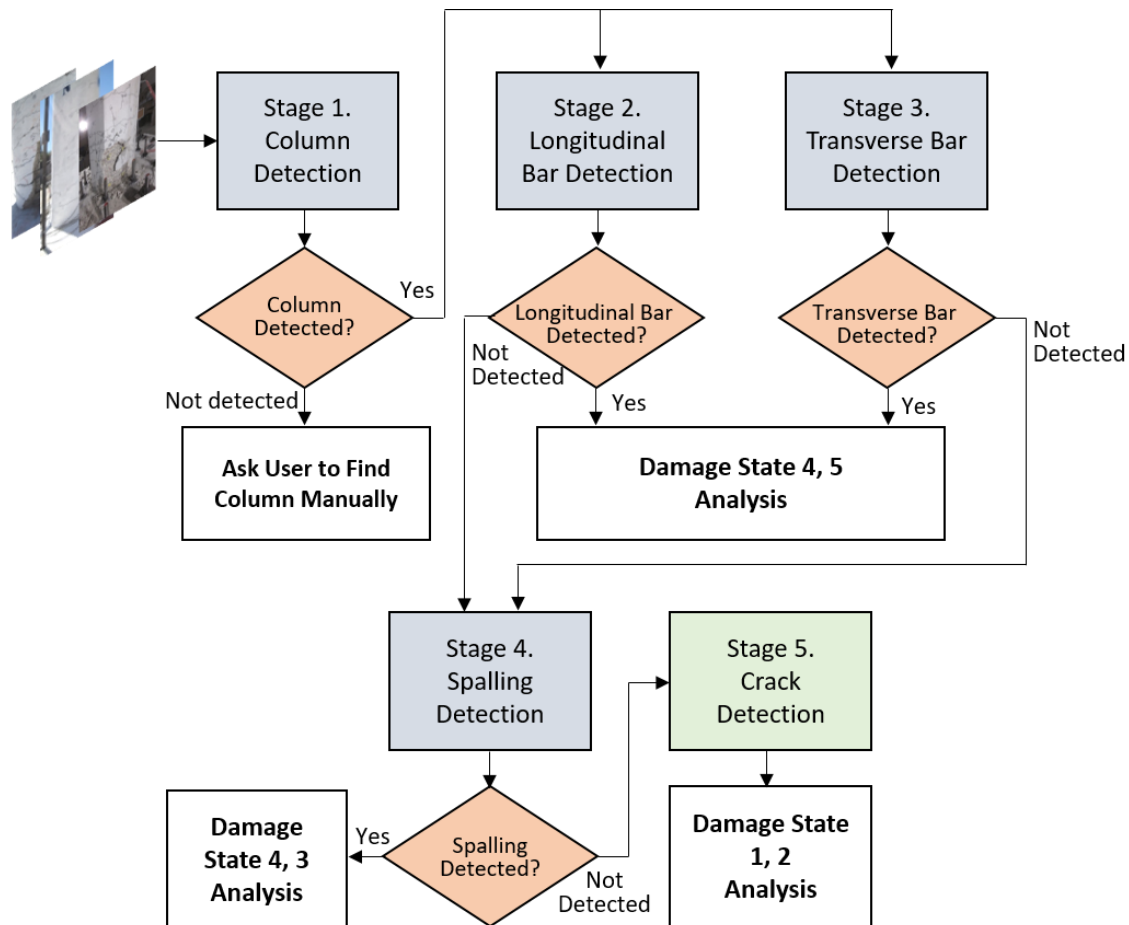 Stage 1.
Column
Detection
Stage 2.
Longitudinal
Bar Detection
Stage 3.
Transverse Bar
Detection
Column
Detected?
Yes
Longitudinal Bar
Detected?
Transverse Bar
Detected?
Not
Detected
Not
Detected
Not detected
Yes
Yes
Ask User to Find
Column Manually
Damage State 4, 5
Analysis
Stage 4.
Spalling
Detection
Stage 5.
Crack
Detection
Damage
State 4, 3
Analysis
Yes
Spalling
Detected?
Not
Detected
Damage State
1, 2
Analysis